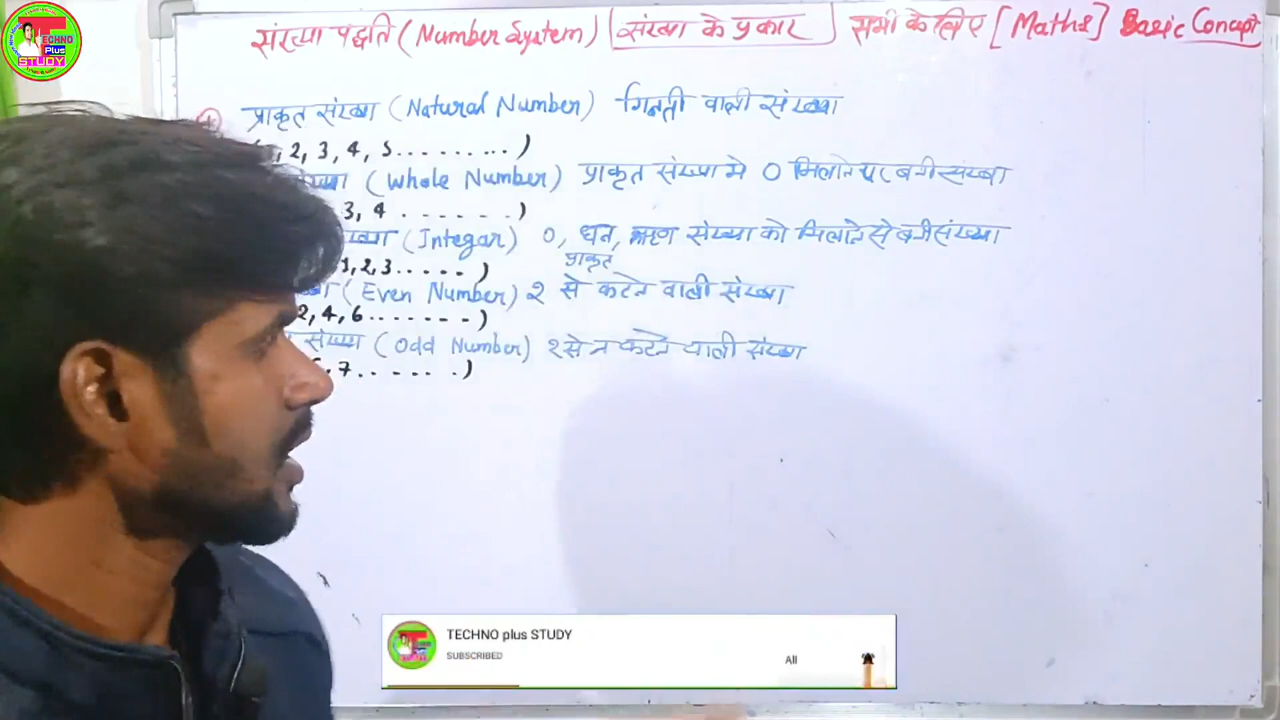 TECHNO
Plus
STUDY
संख्या पद्धति (Number System) संख्या के प्रकार सभी के लिए [Maths] Basic Concept
प्राकृत संख्या (Natural Number) गिनती वाली संख्या
, 2, 3, 4, 5......... )
संख्या (Whole Number) प्राकृत संख्या मे 0 मिलाने पर बनी संख्या
3, 4 ....... )
संख्या (Integar) 0, धन, ऋण संख्या को मिलाने से बनी संख्या
प्राकृत
1, 2, 3..... )
(Even Number) 2 से कटने वाली संख्या
2, 4, 6....... )
संख्या (Odd Number) 2 से न कटने वाली संख्या
, 7....... )
TECHNO plus STUDY
SUBSCRIBED
All